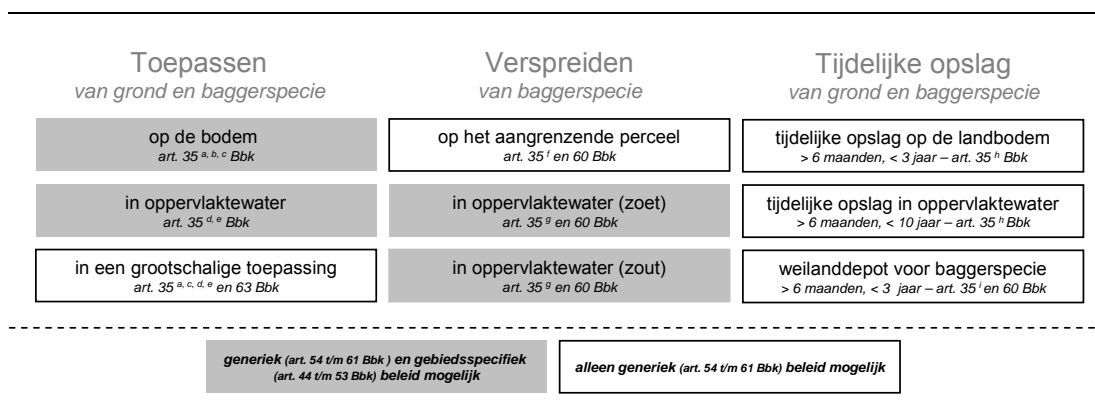 Toepassen
van grond en baggerspecie
op de bodem
art. 35 a, b, c Bbk
in oppervlaktewater
art. 35 d, e Bbk
in een grootschalige toepassing
art. 35 a, c, d, e en 63 Bbk
Verspreiden
van baggerspecie
op het aangrenzende perceel
art. 35 f en 60 Bbk
in oppervlaktewater (zoet)
art. 35 g en 60 Bbk
in oppervlaktewater (zout)
art. 35 g en 60 Bbk
Tijdelijke opslag
van grond en baggerspecie
tijdelijke opslag op de landbodem
> 6 maanden, < 3 jaar – art. 35 h Bbk
tijdelijke opslag in oppervlaktewater
> 6 maanden, < 10 jaar – art. 35 h Bbk
weilanddepot voor baggerspecie
> 6 maanden, < 3 jaar – art. 35 i en 60 Bbk
generiek (art. 54 t/m 61 Bbk ) en gebiedsspecifiek
(art. 44 t/m 53 Bbk) beleid mogelijk
alleen generiek (art. 54 t/m 61 Bbk) beleid mogelijk